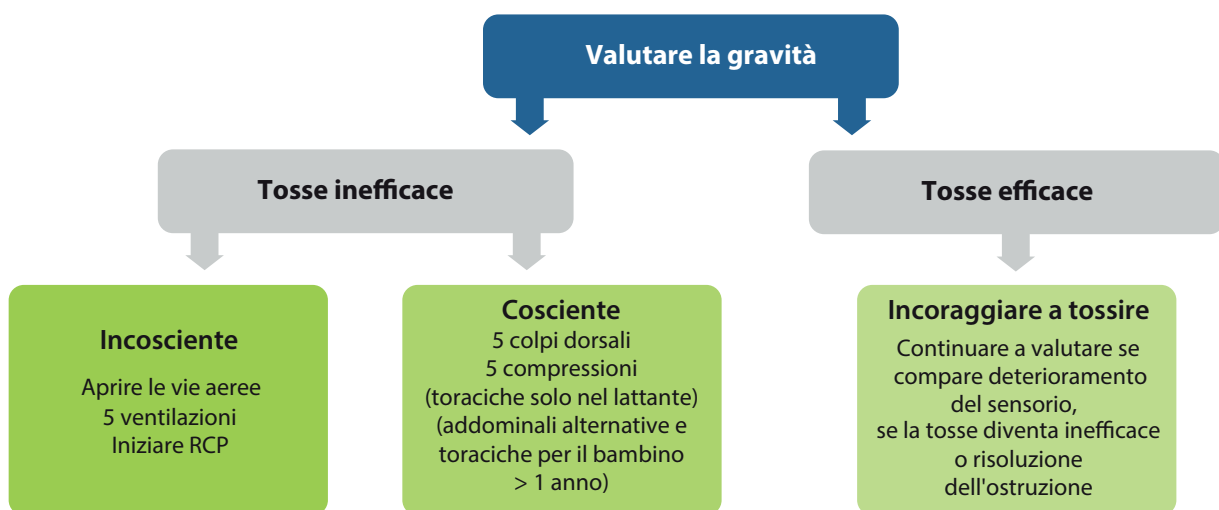 Valutare la gravità
Tosse inefficace
Tosse efficace
Incosciente
Aprire le vie aeree
5 ventilazioni
Iniziare RCP
Cosciente
5 colpi dorsali
5 compressioni
(toraciche solo nel lattante)
(addominali alternative e
toraciche per il bambino
> 1 anno)
Incoraggiare a tossire
Continuare a valutare se
compare deterioramento
del sensorio,
se la tosse diventa inefficace
o risoluzione
dell'ostruzione